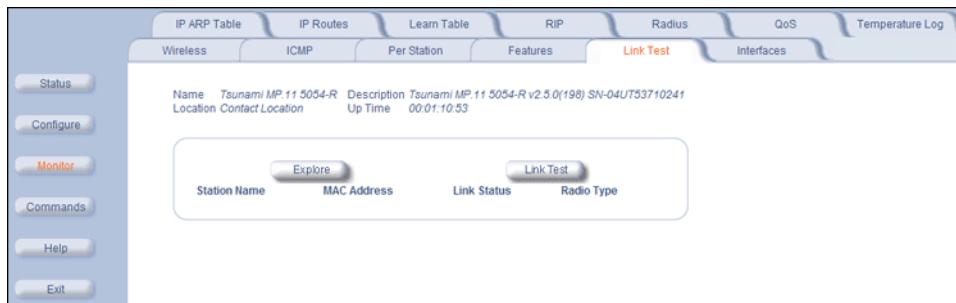 IP ARP Table IP Routes Learn Table RIP Radius QoS Temperature Log
Wireless ICMP Per Station Features Link Test Interfaces
Status
Configure
Monitor
Commands
Help
Exit
Name Tsunami MP.11 5054-R Description Tsunami MP.11 5054-R v2.5.0(198) SN-04UT53710241
Location Contact Location Up Time 00:01:10:53
Explore Link Test
Station Name MAC Address Link Status Radio Type